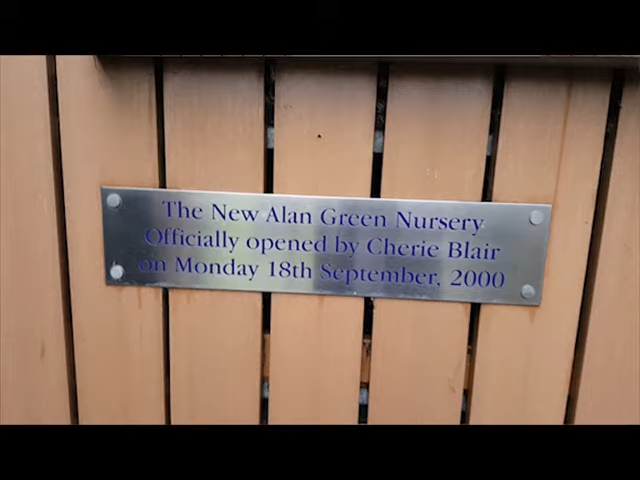 The New Alan Green Nursery
Officially opened by Cherie Blair
on Monday 18th September, 2000